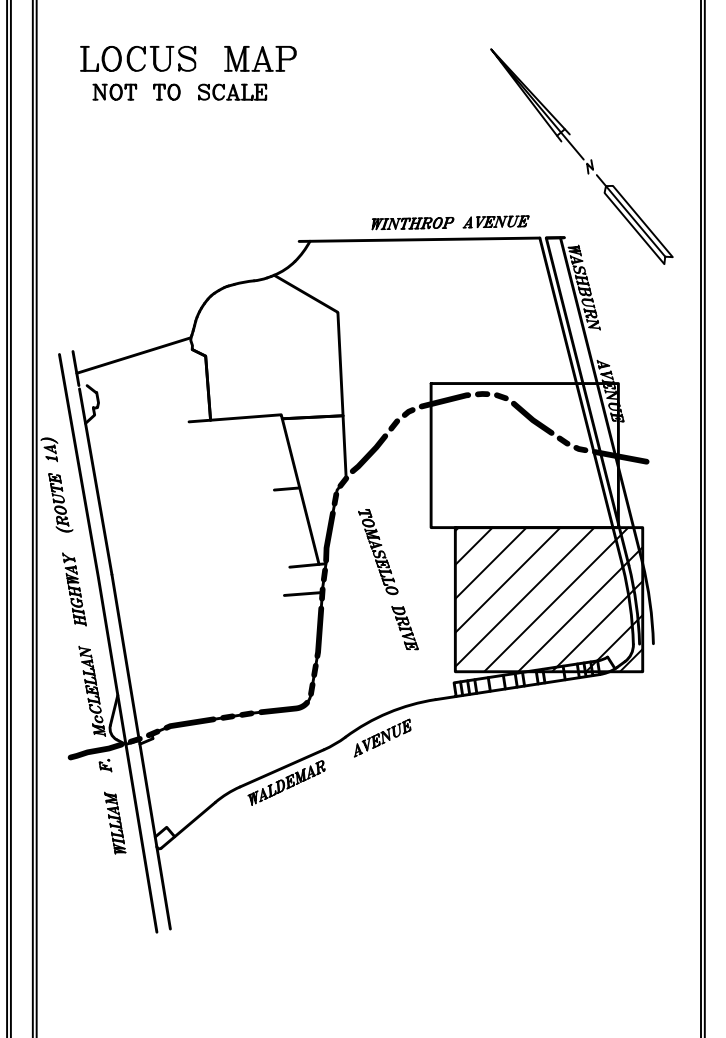 LOCUS MAP
NOT TO SCALE
N
WINTHROP AVENUE
WASHBURN AVENUE
WILLIAM F. McCLELLAN HIGHWAY (ROUTE 1A)
TOMASELLO DRIVE
WALDEMAR AVENUE